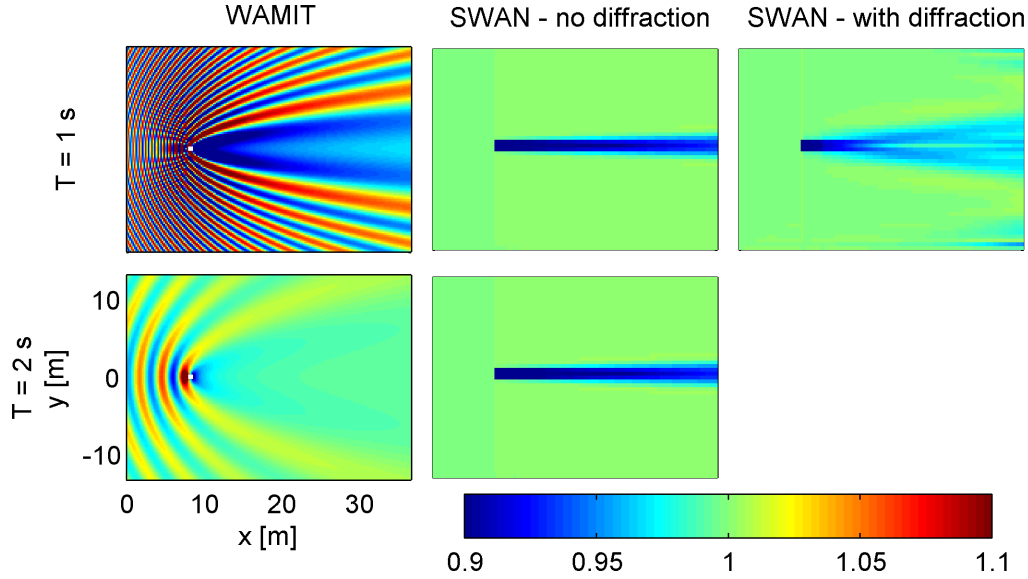 WAMIT
SWAN - no diffraction
SWAN - with diffraction
T = 1 s
T = 2 s
y [m]
10
0
-10
0
10
20
30
x [m]
0.9
0.95
1
1.05
1.1